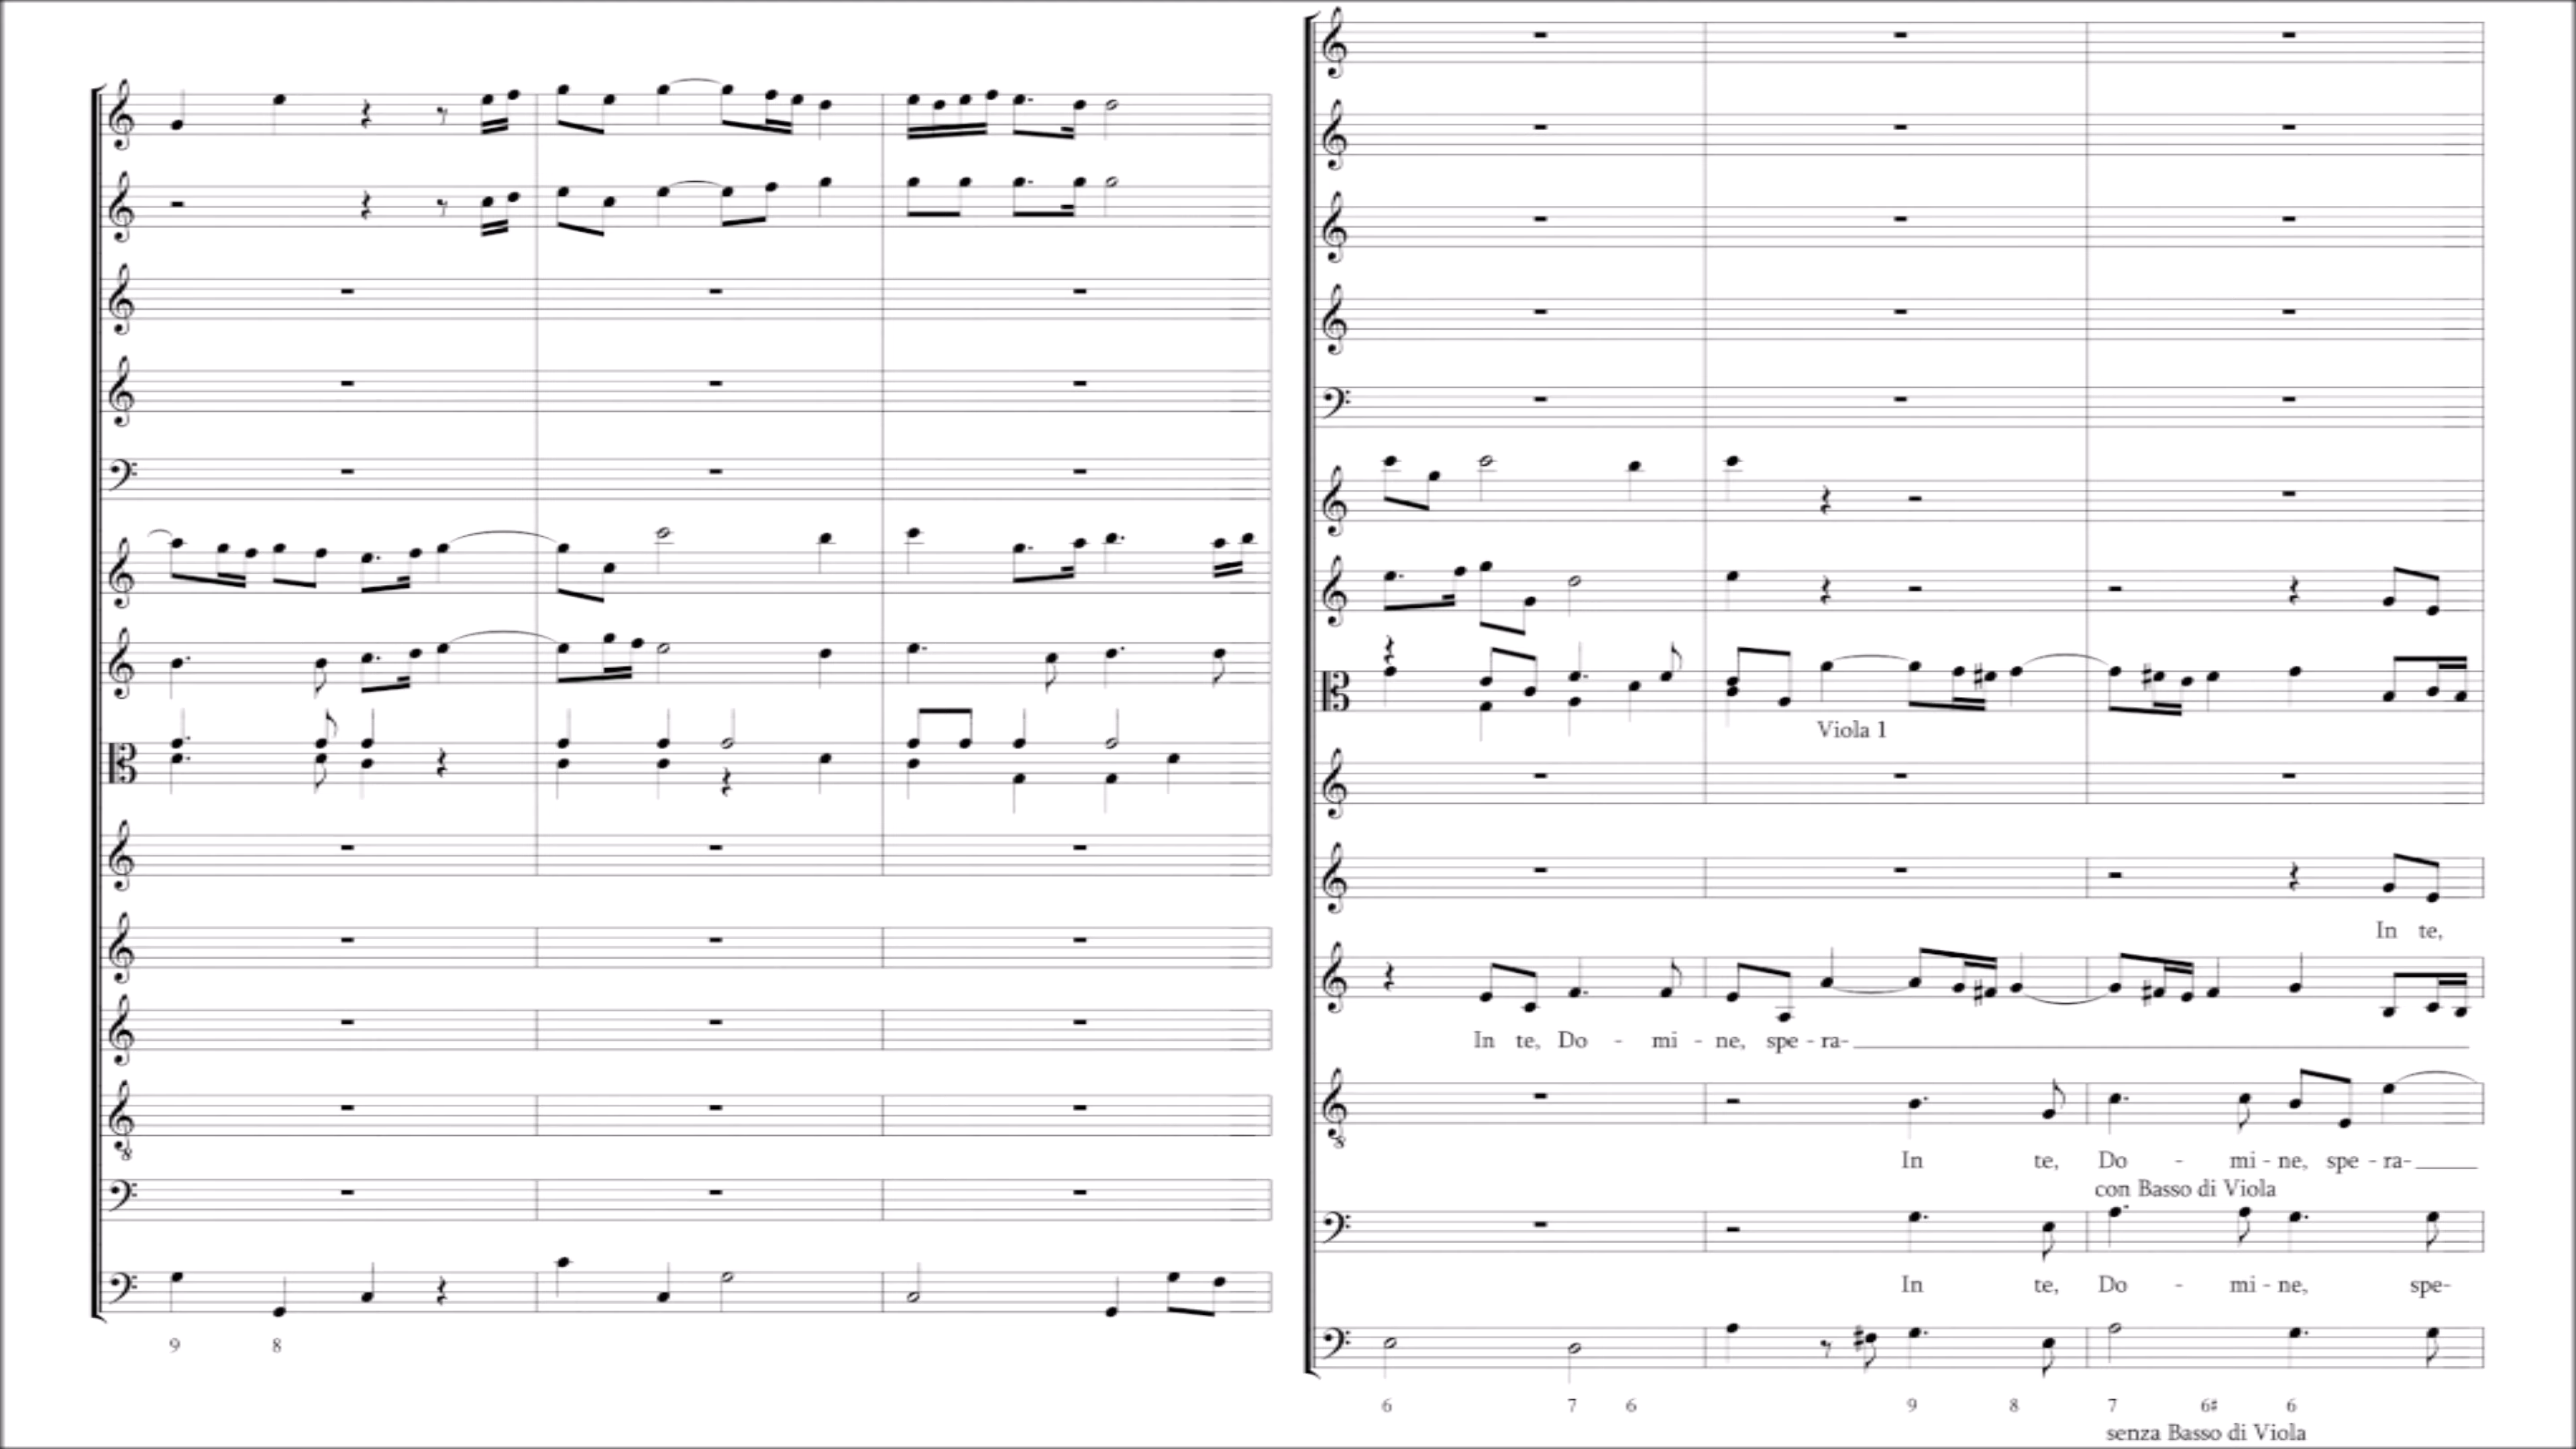 9 8
Viola 1
In te,
In te, Do - mi - ne, spe - ra-
In te, Do - mi - ne, spe - ra-
con Basso di Viola
In te, Do - mi - ne, spe-
6 7 6 9 8 7 6♯ 6
senza Basso di Viola